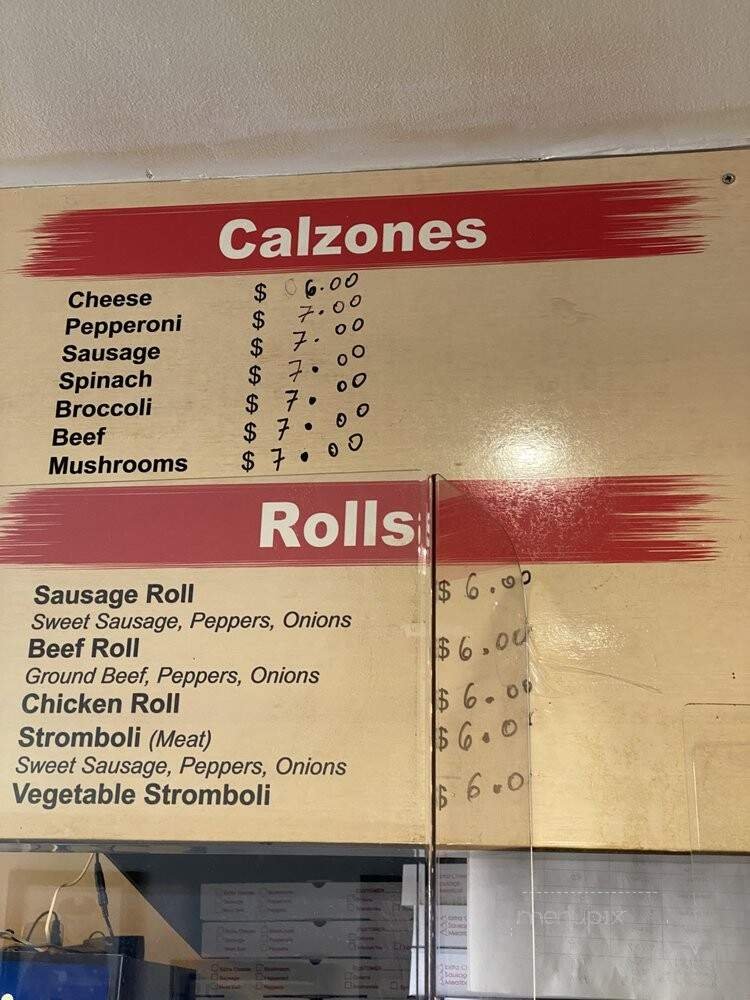 Calzones
Cheese $ 6.00
Pepperoni $ 7.00
Sausage $ 7.00
Spinach $ 7.00
Broccoli $ 7.00
Beef $ 7.00
Mushrooms $ 7.00
Rolls
Sausage Roll $ 6.00
Sweet Sausage, Peppers, Onions
Beef Roll $ 6.00
Ground Beef, Peppers, Onions
Chicken Roll $ 6.00
Stromboli (Meat) $ 6.0
Sweet Sausage, Peppers, Onions
Vegetable Stromboli $ 6.0
menupix